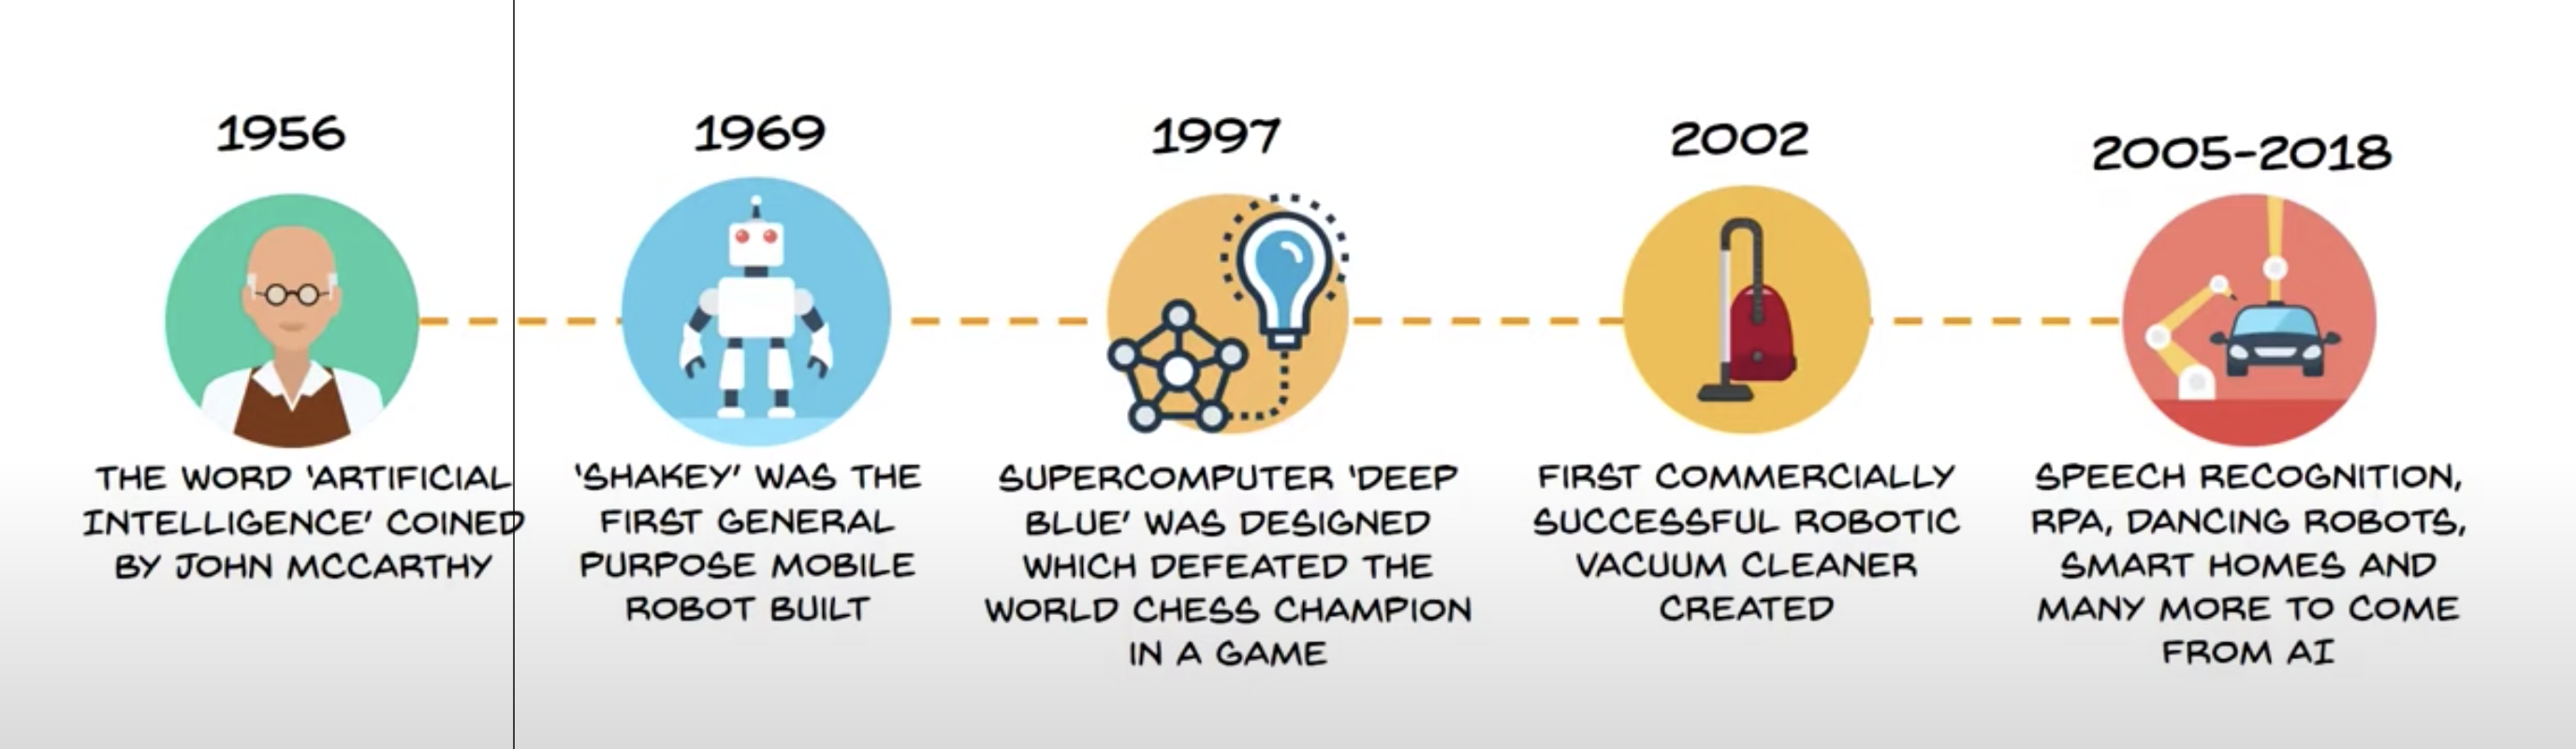 1956
THE WORD 'ARTIFICIAL
INTELLIGENCE' COINED
BY JOHN MCCARTHY
1969
'SHAKEY' WAS THE
FIRST GENERAL
PURPOSE MOBILE
ROBOT BUILT
1997
SUPERCOMPUTER 'DEEP
BLUE' WAS DESIGNED
WHICH DEFEATED THE
WORLD CHESS CHAMPION
IN A GAME
2002
FIRST COMMERCIALLY
SUCCESSFUL ROBOTIC
VACUUM CLEANER
CREATED
2005-2018
SPEECH RECOGNITION,
RPA, DANCING ROBOTS,
SMART HOMES AND
MANY MORE TO COME
FROM AI